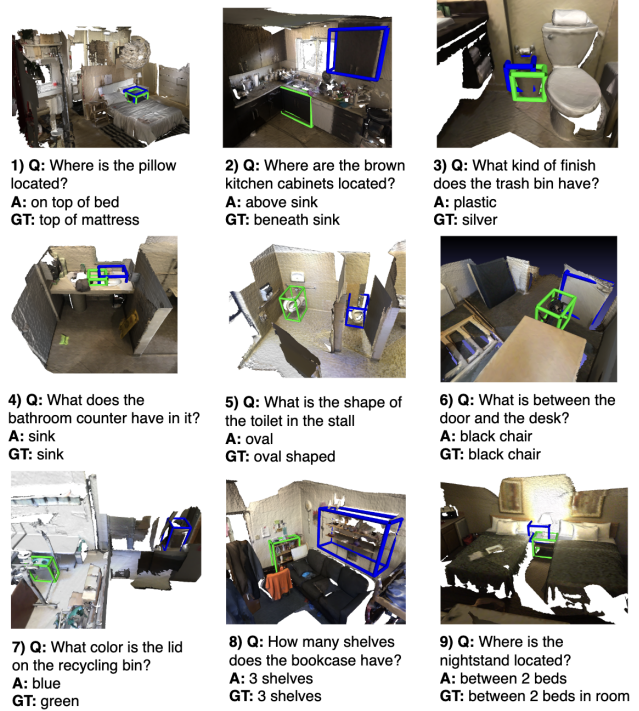 1) Q: Where is the pillow
located?
A: on top of bed
GT: top of mattress
2) Q: Where are the brown
kitchen cabinets located?
A: above sink
GT: beneath sink
3) Q: What kind of finish
does the trash bin have?
A: plastic
GT: silver
4) Q: What does the
bathroom counter have in it?
A: sink
GT: sink
5) Q: What is the shape of
the toilet in the stall
A: oval
GT: oval shaped
6) Q: What is between the
door and the desk?
A: black chair
GT: black chair
7) Q: What color is the lid
on the recycling bin?
A: blue
GT: green
8) Q: How many shelves
does the bookcase have?
A: 3 shelves
GT: 3 shelves
9) Q: Where is the
nightstand located?
A: between 2 beds
GT: between 2 beds in room